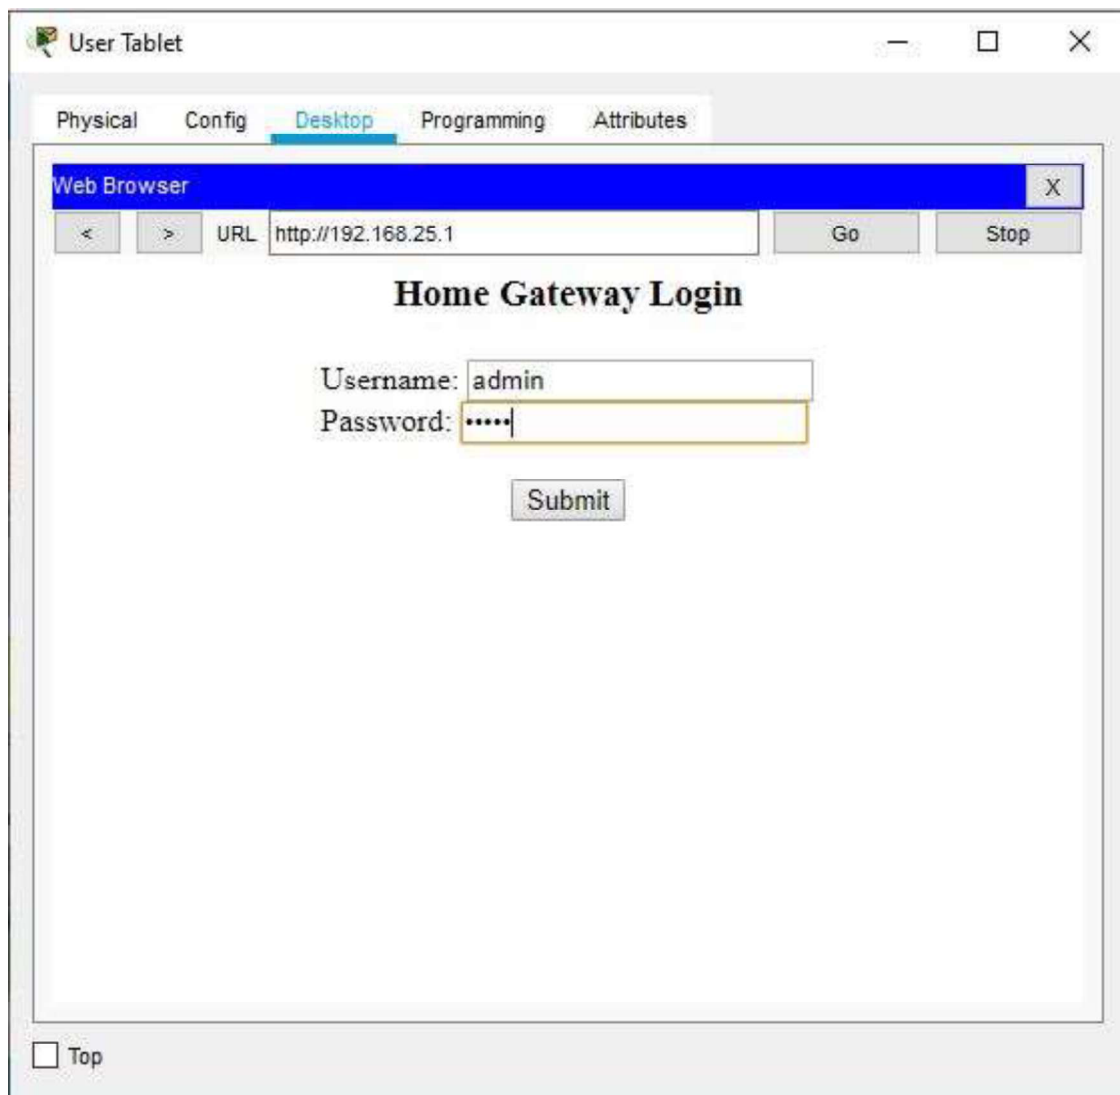 User Tablet
Physical Config Desktop Programming Attributes
Web Browser X
< > URL http://192.168.25.1 Go Stop
Home Gateway Login
Username: admin
Password: •••••
Submit
Top